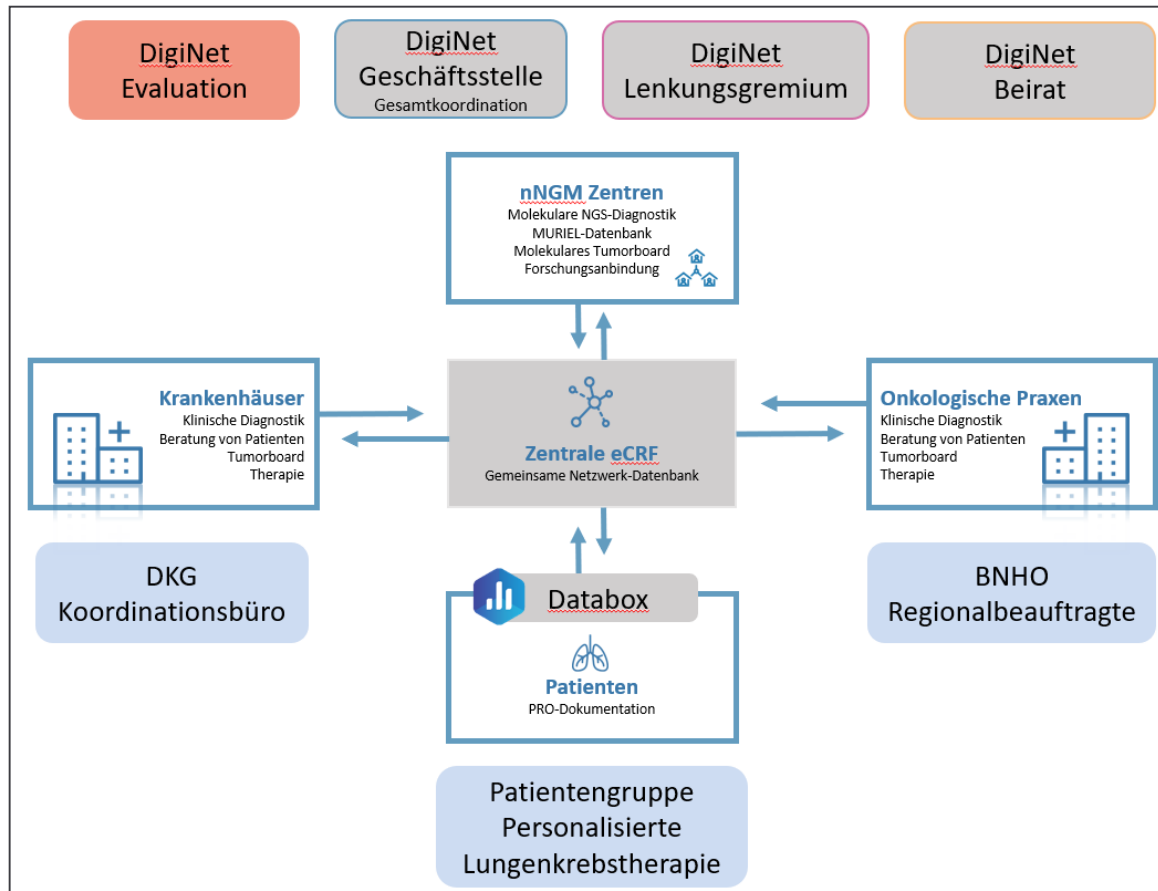 DigiNet
Evaluation
DigiNet
Geschäftsstelle
Gesamtkoordination
DigiNet
Lenkungsgremium
DigiNet
Beirat
nNGM Zentren
Molekulare NGS-Diagnostik
MURIEL-Datenbank
Molekulares Tumorboard
Forschungsanbindung
Krankenhäuser
Klinische Diagnostik
Beratung von Patienten
Tumorboard
Therapie
Zentrale eCRF
Gemeinsame Netzwerk-Datenbank
Onkologische Praxen
Klinische Diagnostik
Beratung von Patienten
Tumorboard
Therapie
DKG
Koordinationsbüro
Databox
Patienten
PRO-Dokumentation
BNHO
Regionalbeauftragte
Patientengruppe
Personalisierte
Lungenkrebstherapie